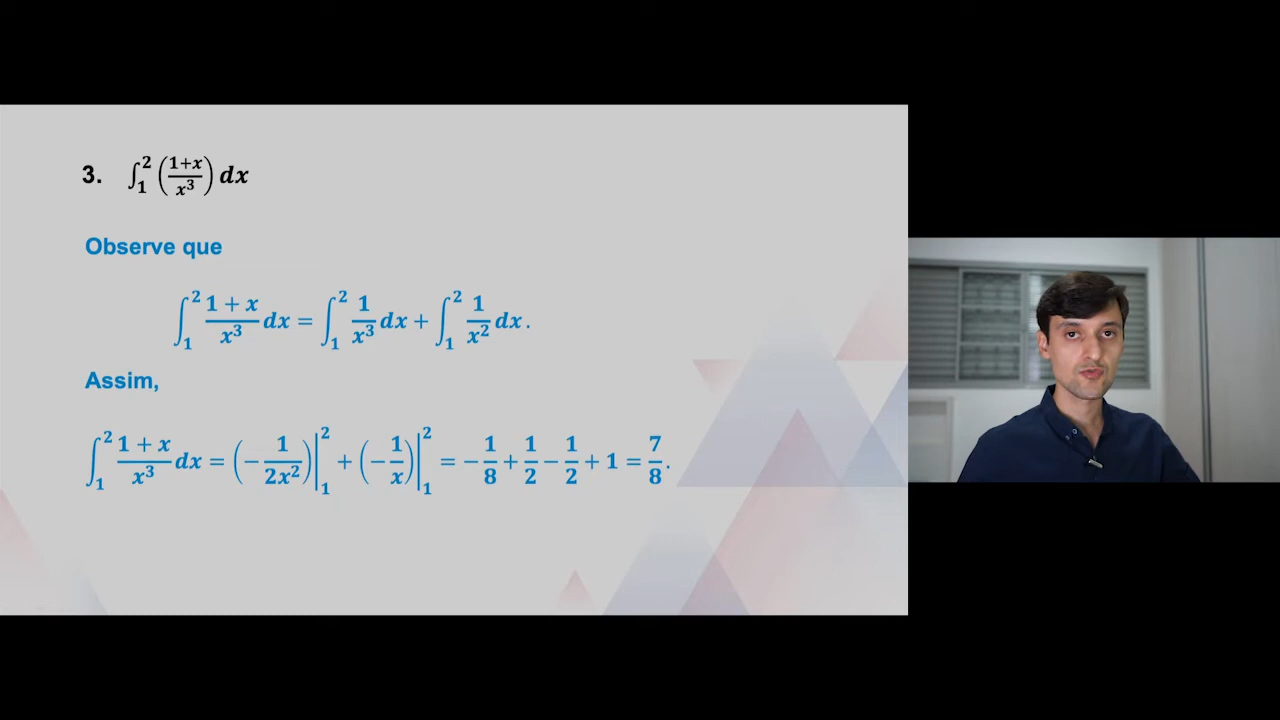 3. ∫₁² ((1+x)/x³) dx
Observe que
∫₁² (1 + x)/x³ dx = ∫₁² 1/x³ dx + ∫₁² 1/x² dx.
Assim,
∫₁² (1 + x)/x³ dx = (−1/(2x²))|₁² + (−1/x)|₁² = −1/8 + 1/2 − 1/2 + 1 = 7/8.